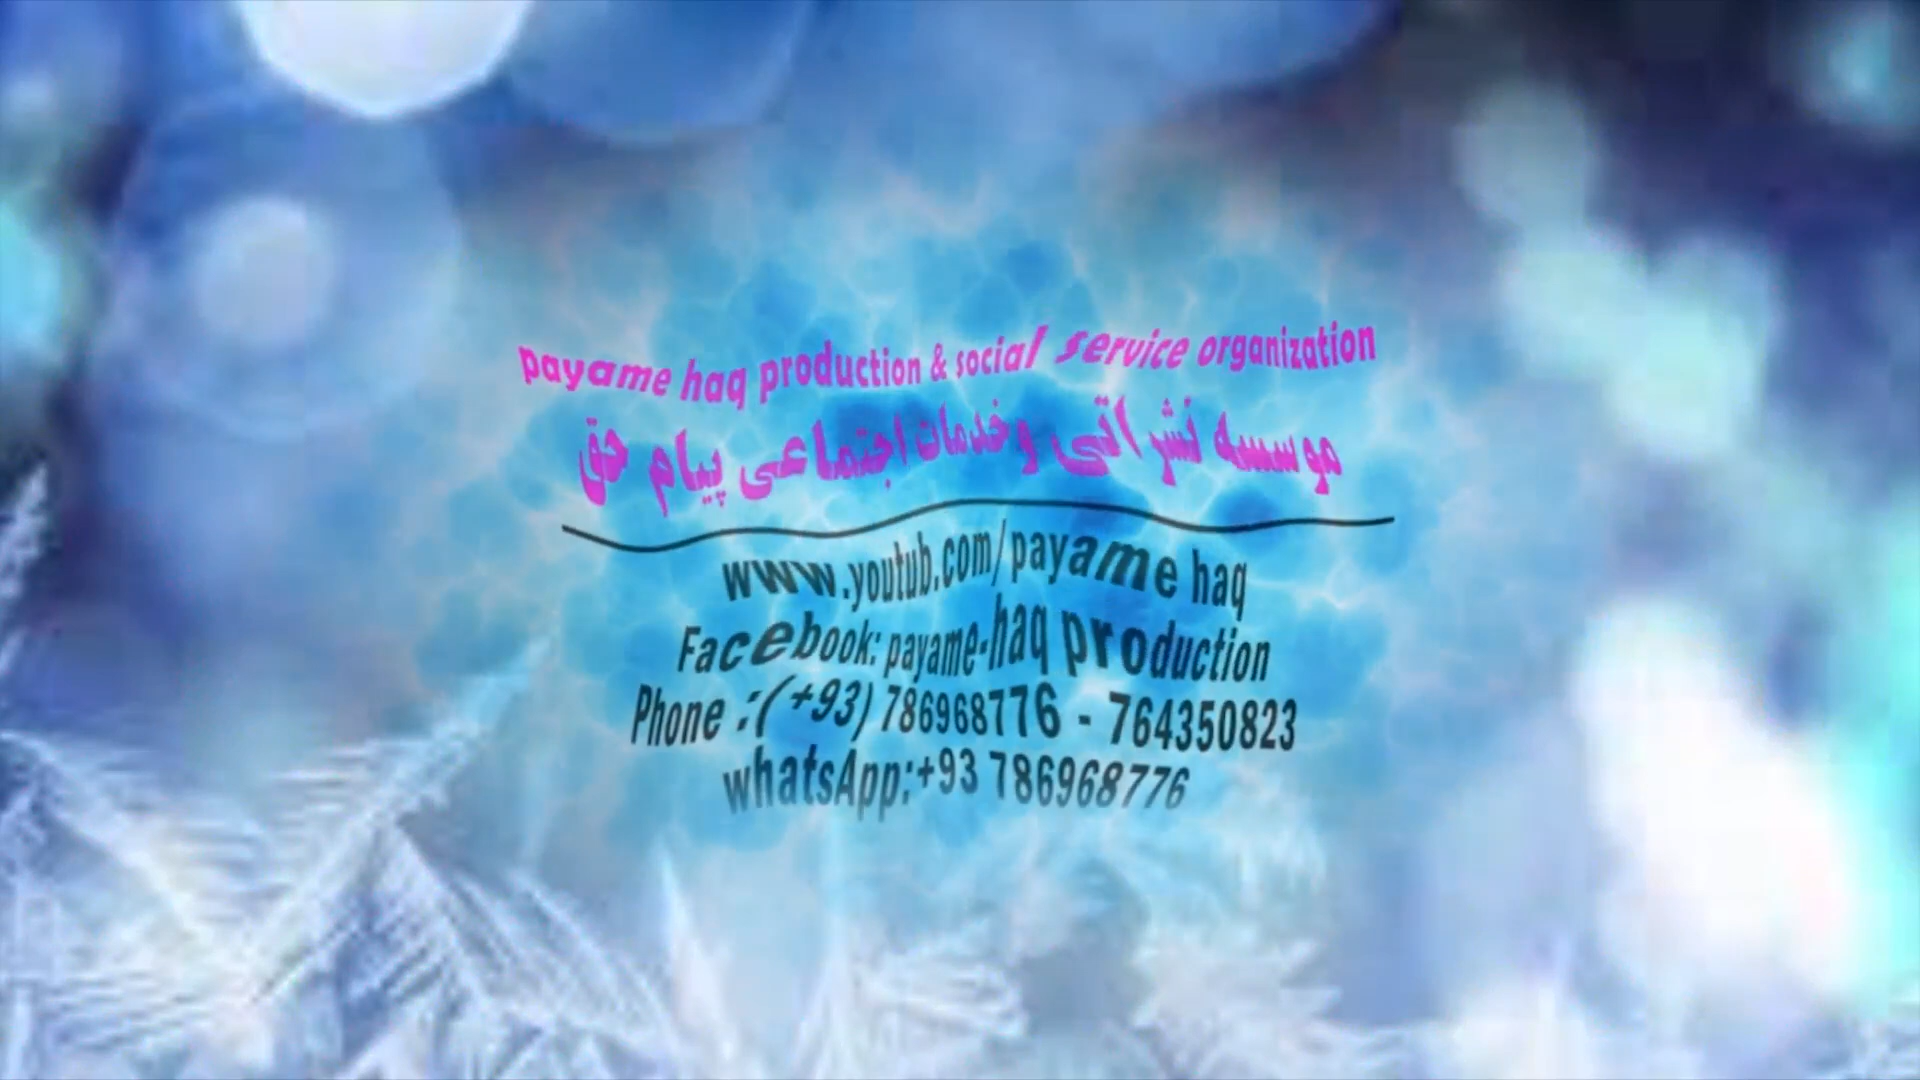 payame haq production & social service organization
موسسه نشراتی و خدمات اجتماعی پیام حق
www.youtub.com/payame haq
Facebook: payame-haq production
Phone :(+93) 786968776 - 764350823
whatsApp:+93 786968776